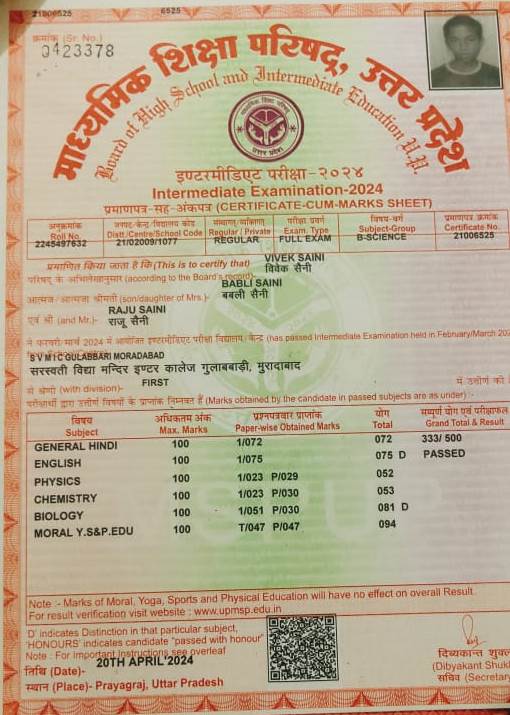 21006525 6525
क्रमांक (Sr. No.)
0423378
माध्यमिक शिक्षा परिषद, उत्तर प्रदेश
Board of High School and Intermediate Education U.P.
इण्टरमीडिएट परीक्षा-२०२४
Intermediate Examination-2024
प्रमाणपत्र-सह-अंकपत्र (CERTIFICATE-CUM-MARKS SHEET)
अनुक्रमांक जनपद/केन्द्र/विद्यालय कोड संस्थागत/व्यक्तिगत परीक्षा प्रवर्ग विषय-वर्ग प्रमाणपत्र क्रमांक
Roll No. Distt./Centre/School Code Regular / Private Exam. Type Subject-Group Certificate No.
2245497632 21/02009/1077 REGULAR FULL EXAM B-SCIENCE 21006525
VIVEK SAINI
प्रमाणित किया जाता है कि (This is to certify that) विवेक सैनी
परिषद् के अभिलेखानुसार (according to the Board's record)- BABLI SAINI
आत्मज/आत्मजा श्रीमती (son/daughter of Mrs.)- बबली सैनी
RAJU SAINI
एवं श्री (and Mr.)- राजू सैनी
ने फरवरी/मार्च 2024 में आयोजित इण्टरमीडिएट परीक्षा विद्यालय/केन्द्र (has passed Intermediate Examination held in February/March
S V M I C GULABBARI MORADABAD
सरस्वती विद्या मन्दिर इण्टर कालेज गुलाबबाड़ी, मुरादाबाद
से श्रेणी (with division)- FIRST में उत्तीर्ण की
परीक्षार्थी द्वारा उत्तीर्ण विषयों के प्राप्तांक निम्नवत हैं (Marks obtained by the candidate in passed subjects are as under) :-
विषय अधिकतम अंक प्रश्नपत्रवार प्राप्तांक योग सम्पूर्ण योग एवं परीक्षाफल
Subject Max. Marks Paper-wise Obtained Marks Total Grand Total & Result
GENERAL HINDI 100 1/072 072 333/ 500
ENGLISH 100 1/075 075 D PASSED
PHYSICS 100 1/023 P/029 052
CHEMISTRY 100 1/023 P/030 053
BIOLOGY 100 1/051 P/030 081 D
MORAL Y.S&P.EDU 100 T/047 P/047 094
Note :- Marks of Moral, Yoga, Sports and Physical Education will have no effect on overall Result.
For result verification visit website : www.upmsp.edu.in
'D' indicates Distinction in that particular subject,
'HONOURS' indicates candidate "passed with honour"
Note : For Important Instructions see overleaf
तिथि (Date)- 20TH APRIL'2024
स्थान (Place)- Prayagraj, Uttar Pradesh
दिब्यकान्त शुक्ल
(Dibyakant Shukl
सचिव (Secretary